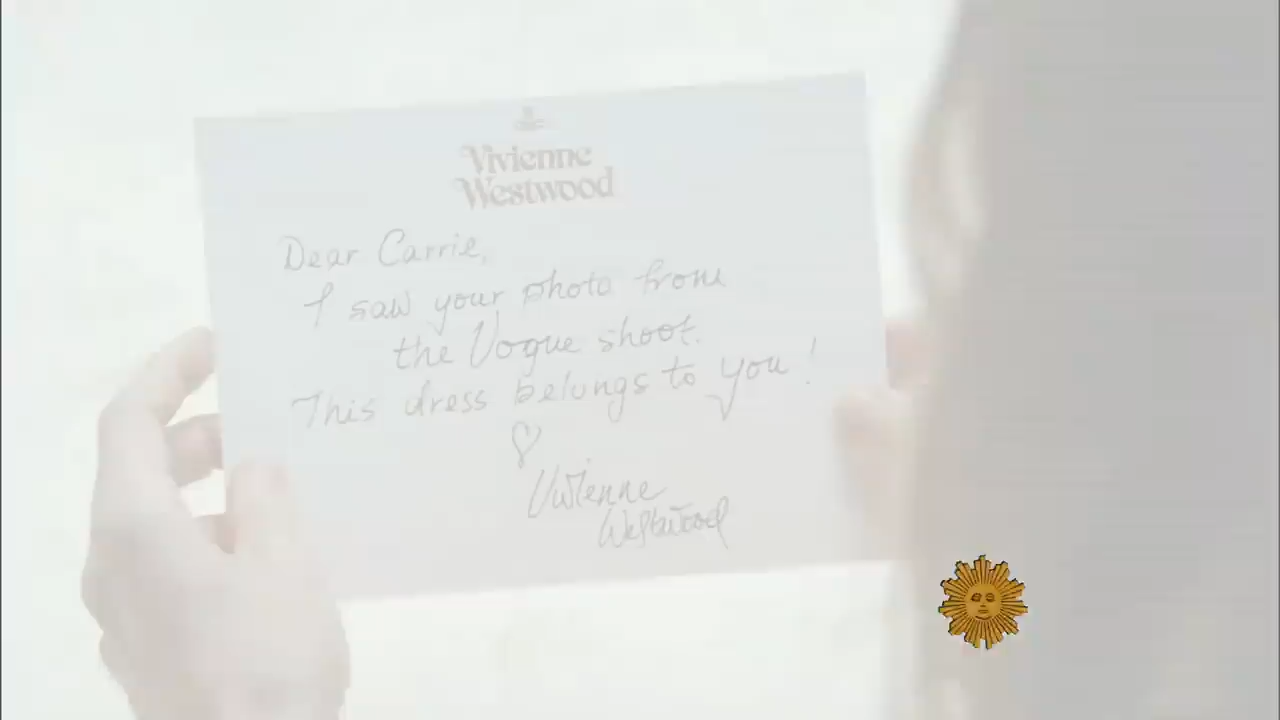 Vivienne
Westwood
Dear Carrie,
I saw your photo from
the Vogue shoot.
This dress belongs to you!
Vivienne
Westwood